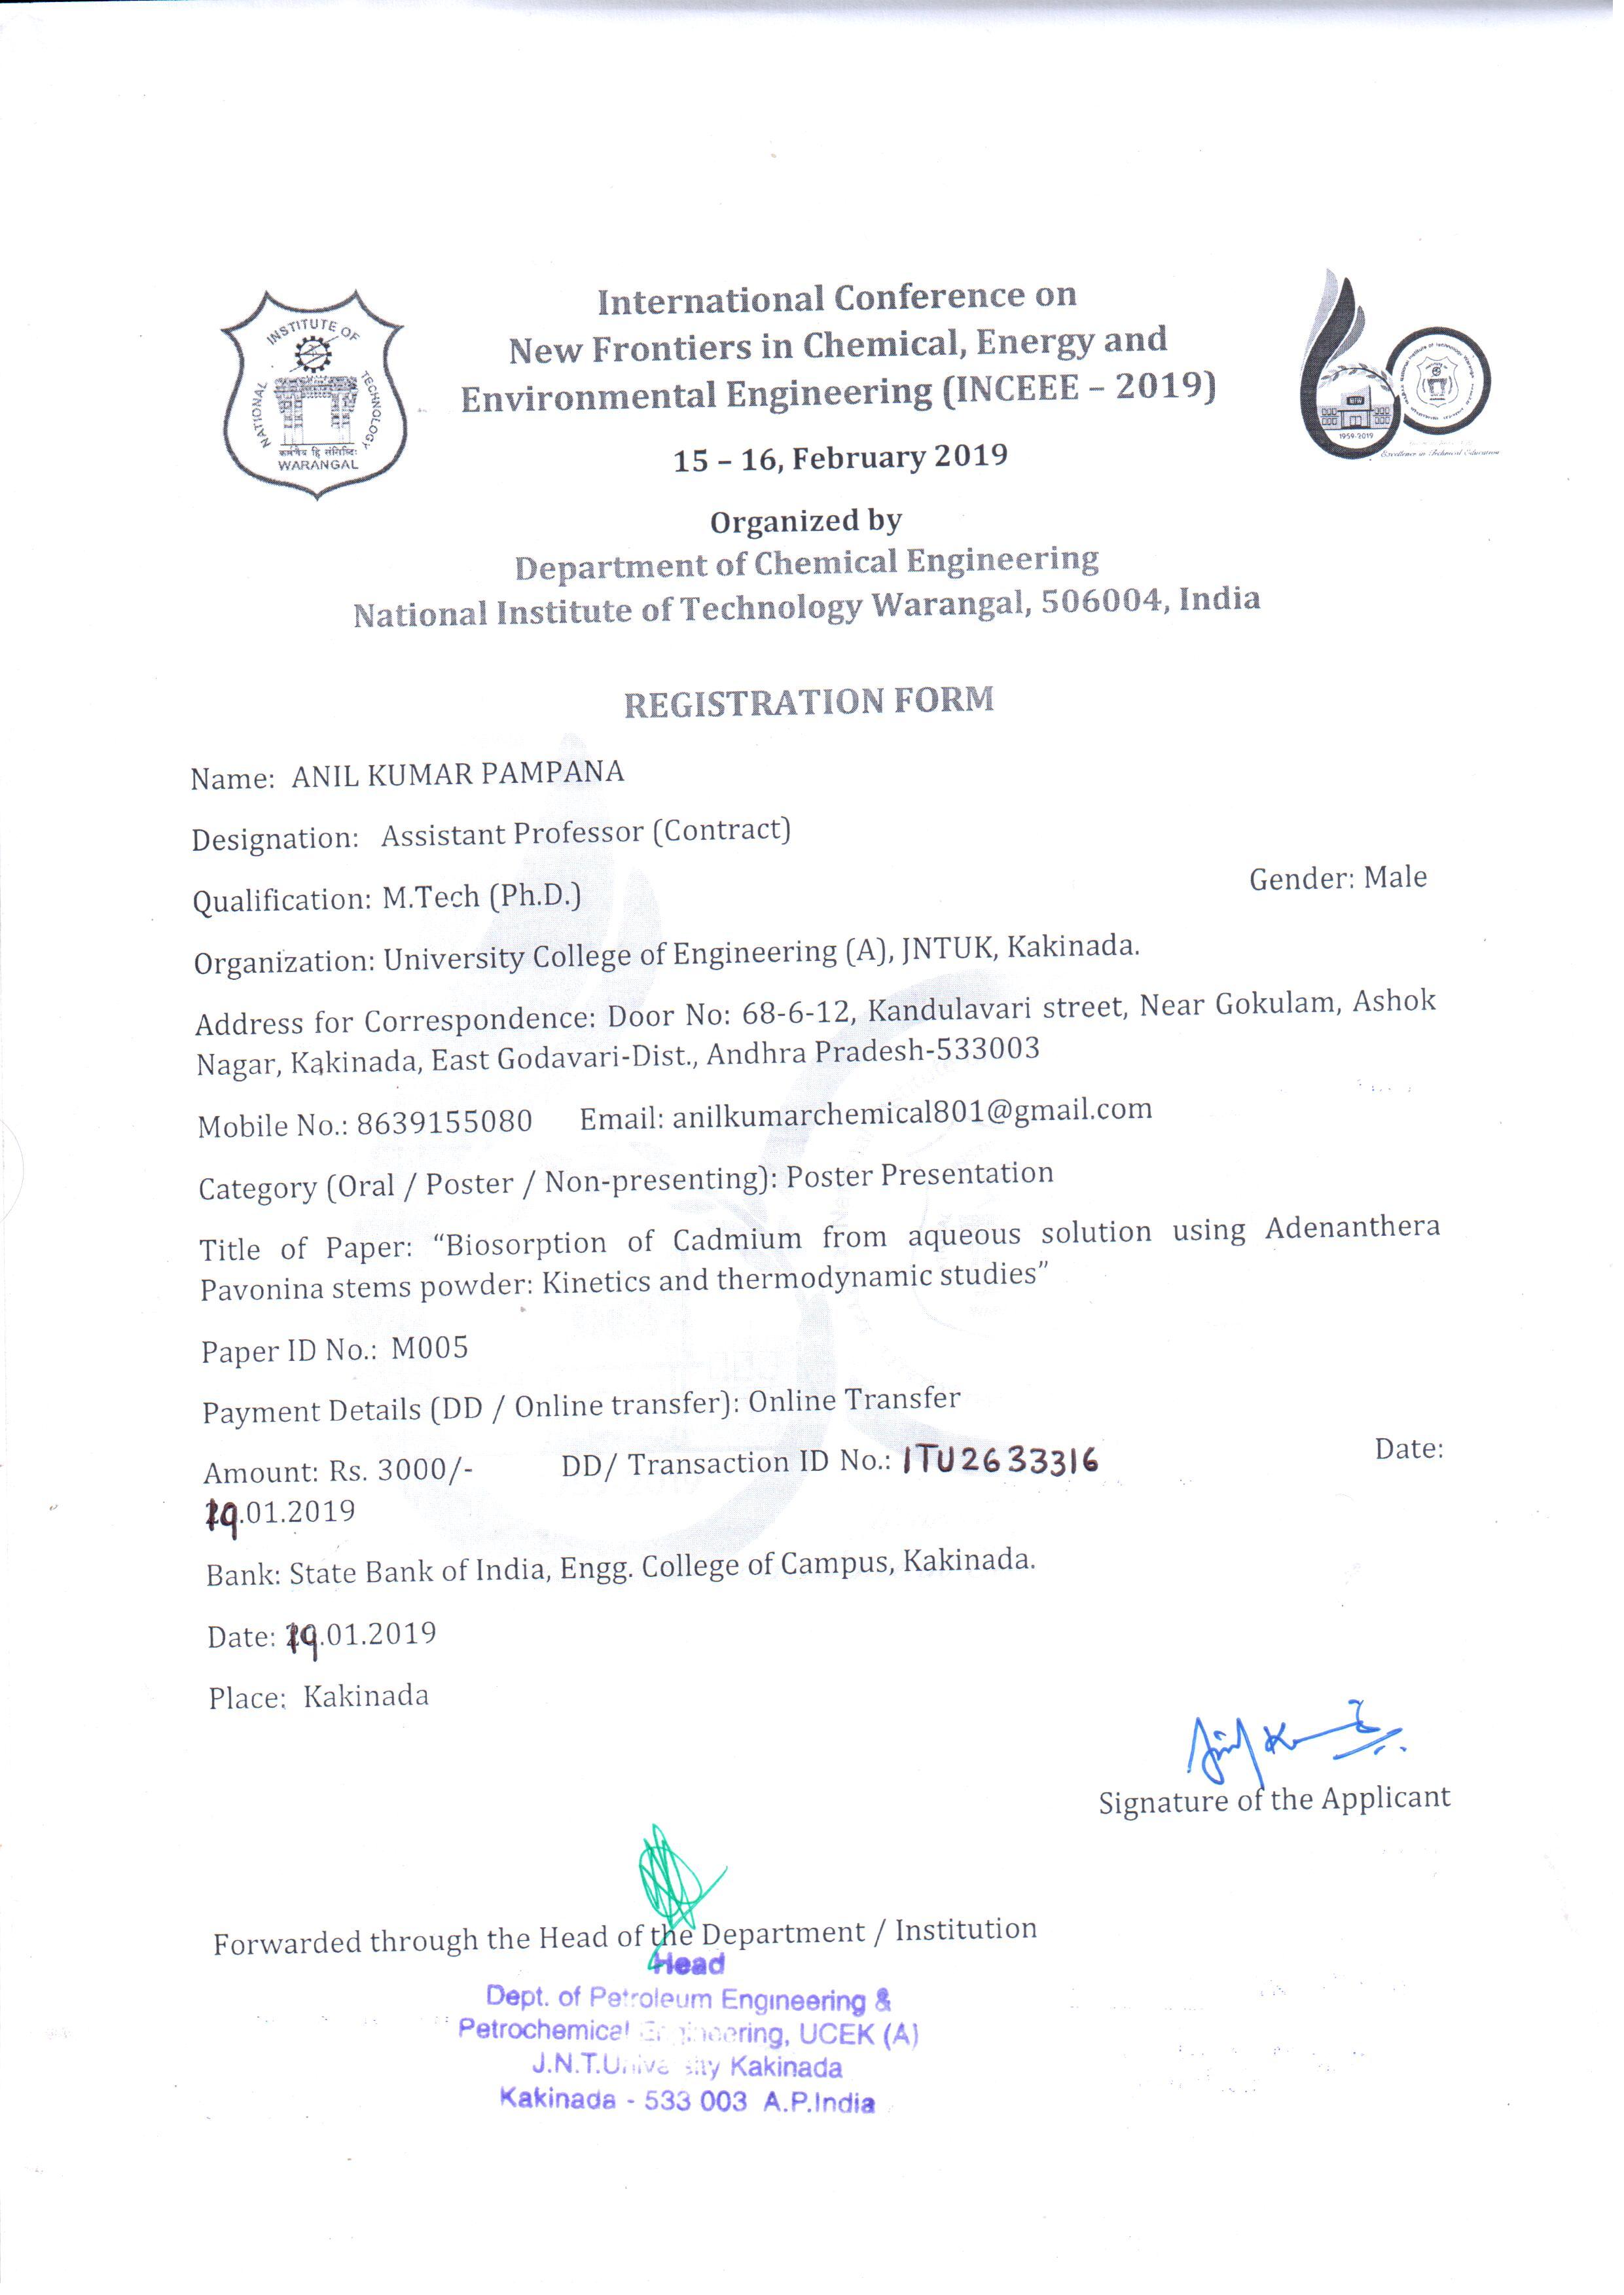 International Conference on
New Frontiers in Chemical, Energy and
Environmental Engineering (INCEEE – 2019)
15 – 16, February 2019
Organized by
Department of Chemical Engineering
National Institute of Technology Warangal, 506004, India
NATIONAL INSTITUTE OF TECHNOLOGY
WARANGAL
1959-2019
Excellence in Technical Education
REGISTRATION FORM
Name: ANIL KUMAR PAMPANA
Designation: Assistant Professor (Contract)
Qualification: M.Tech (Ph.D.) Gender: Male
Organization: University College of Engineering (A), JNTUK, Kakinada.
Address for Correspondence: Door No: 68-6-12, Kandulavari street, Near Gokulam, Ashok
Nagar, Kakinada, East Godavari-Dist., Andhra Pradesh-533003
Mobile No.: 8639155080 Email: anilkumarchemical801@gmail.com
Category (Oral / Poster / Non-presenting): Poster Presentation
Title of Paper: “Biosorption of Cadmium from aqueous solution using Adenanthera
Pavonina stems powder: Kinetics and thermodynamic studies”
Paper ID No.: M005
Payment Details (DD / Online transfer): Online Transfer
Amount: Rs. 3000/- DD/ Transaction ID No.: ITU2633316 Date:
19.01.2019
Bank: State Bank of India, Engg. College of Campus, Kakinada.
Date: 19.01.2019
Place: Kakinada
Signature of the Applicant
Forwarded through the Head of the Department / Institution
Head
Dept. of Petroleum Engineering &
Petrochemical Engineering, UCEK (A)
J.N.T.University Kakinada
Kakinada - 533 003 A.P.India